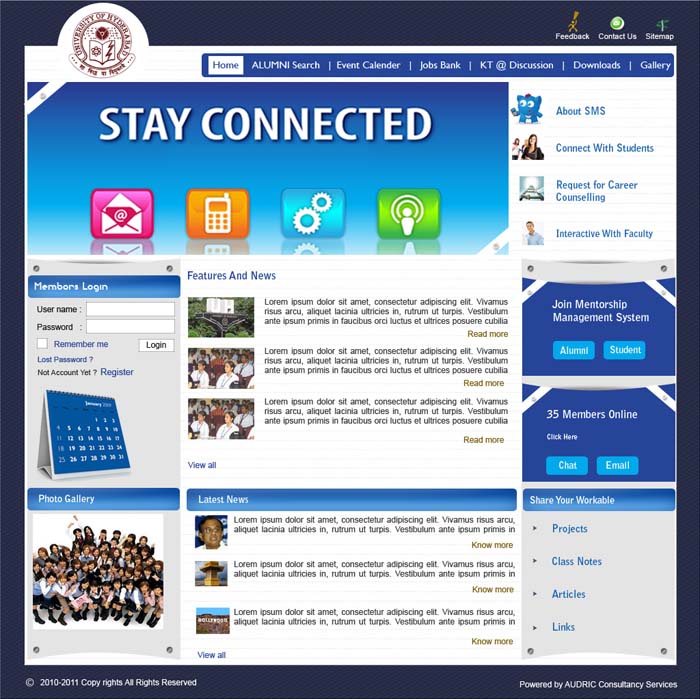 UNIVERSITY OF HYDERABAD
Feedback Contact Us Sitemap
Home ALUMNI Search | Event Calender | Jobs Bank | KT @ Discussion | Downloads | Gallery
STAY CONNECTED
About SMS
Connect With Students
Request for Career
Counselling
Interactive With Faculty
Members Login
User name :
Password :
Remember me
Login
Lost Password ?
Not Account Yet ? Register
January
Photo Gallery
Features And News
Lorem ipsum dolor sit amet, consectetur adipiscing elit. Vivamus
risus arcu, aliquet lacinia ultricies in, rutrum ut turpis. Vestibulum
ante ipsum primis in faucibus orci luctus et ultrices posuere cubilia
Read more
Lorem ipsum dolor sit amet, consectetur adipiscing elit. Vivamus
risus arcu, aliquet lacinia ultricies in, rutrum ut turpis. Vestibulum
ante ipsum primis in faucibus orci luctus et ultrices posuere cubilia
Read more
Lorem ipsum dolor sit amet, consectetur adipiscing elit. Vivamus
risus arcu, aliquet lacinia ultricies in, rutrum ut turpis. Vestibulum
ante ipsum primis in faucibus orci luctus et ultrices posuere cubilia
Read more
View all
Latest News
Lorem ipsum dolor sit amet, consectetur adipiscing elit. Vivamus risus arcu,
aliquet lacinia ultricies in, rutrum ut turpis. Vestibulum ante ipsum primis in
Know more
Lorem ipsum dolor sit amet, consectetur adipiscing elit. Vivamus risus arcu,
aliquet lacinia ultricies in, rutrum ut turpis. Vestibulum ante ipsum primis in
Know more
BOLLYWOOD
Lorem ipsum dolor sit amet, consectetur adipiscing elit. Vivamus risus arcu,
aliquet lacinia ultricies in, rutrum ut turpis. Vestibulum ante ipsum primis in
Know more
View all
Join Mentorship
Management System
Alumni Student
35 Members Online
Click Here
Chat Email
Share Your Workable
Projects
Class Notes
Articles
Links
© 2010-2011 Copy rights All Rights Reserved
Powered by AUDRIC Consultancy Services